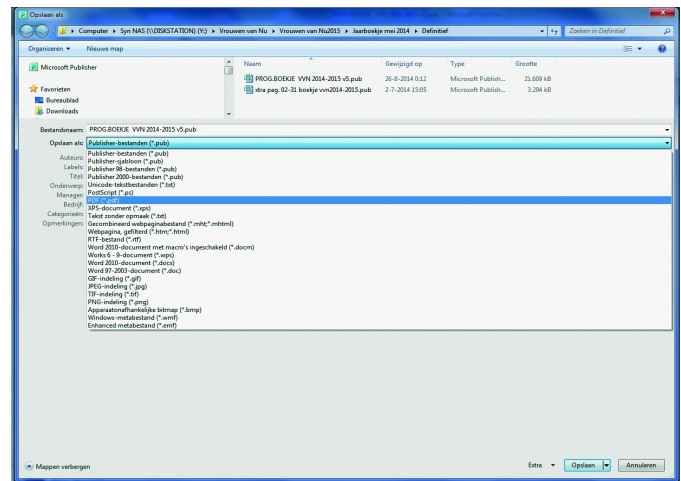 Opslaan als
Computer ▸ Syn NAS (\\DISKSTATION) (Y:) ▸ Vrouwen van Nu ▸ Vrouwen van Nu2015 ▸ Jaarboekje mei 2014 ▸ Definitief
Zoeken in Definitief
Organiseren Nieuwe map
Microsoft Publisher
Favorieten
Bureaublad
Downloads
Naam Gewijzigd op Type Grootte
PROG.BOEKJE VVN 2014-2015 v5.pub 26-8-2014 0:12 Microsoft Publish... 21.609 kB
xtra pag. 02-31 boekje vvn2014-2015.pub 2-7-2014 15:05 Microsoft Publish... 3.294 kB
Bestandsnaam: PROG.BOEKJE VVN 2014-2015 v5.pub
Opslaan als: Publisher-bestanden (*.pub)
Auteurs:
Labels:
Titel:
Onderwerp:
Manager:
Bedrijf:
Categorieën:
Opmerkingen:
Publisher-bestanden (*.pub)
Publisher-sjabloon (*.pub)
Publisher 98-bestanden (*.pub)
Publisher 2000-bestanden (*.pub)
Unicode-tekstbestanden (*.txt)
PostScript (*.ps)
PDF (*.pdf)
XPS-document (*.xps)
Tekst zonder opmaak (*.txt)
Gecombineerd webpaginabestand (*.mht;*.mhtml)
Webpagina, gefilterd (*.htm;*.html)
RTF-bestand (*.rtf)
Word 2010-document met macro's ingeschakeld (*.docm)
Works 6 - 9-document (*.wps)
Word 2010-document (*.docx)
Word 97-2003-document (*.doc)
GIF-indeling (*.gif)
JPEG-indeling (*.jpg)
TIF-indeling (*.tif)
PNG-indeling (*.png)
Apparaatonafhankelijke bitmap (*.bmp)
Windows-metabestand (*.wmf)
Enhanced metabestand (*.emf)
Mappen verbergen
Extra Opslaan Annuleren